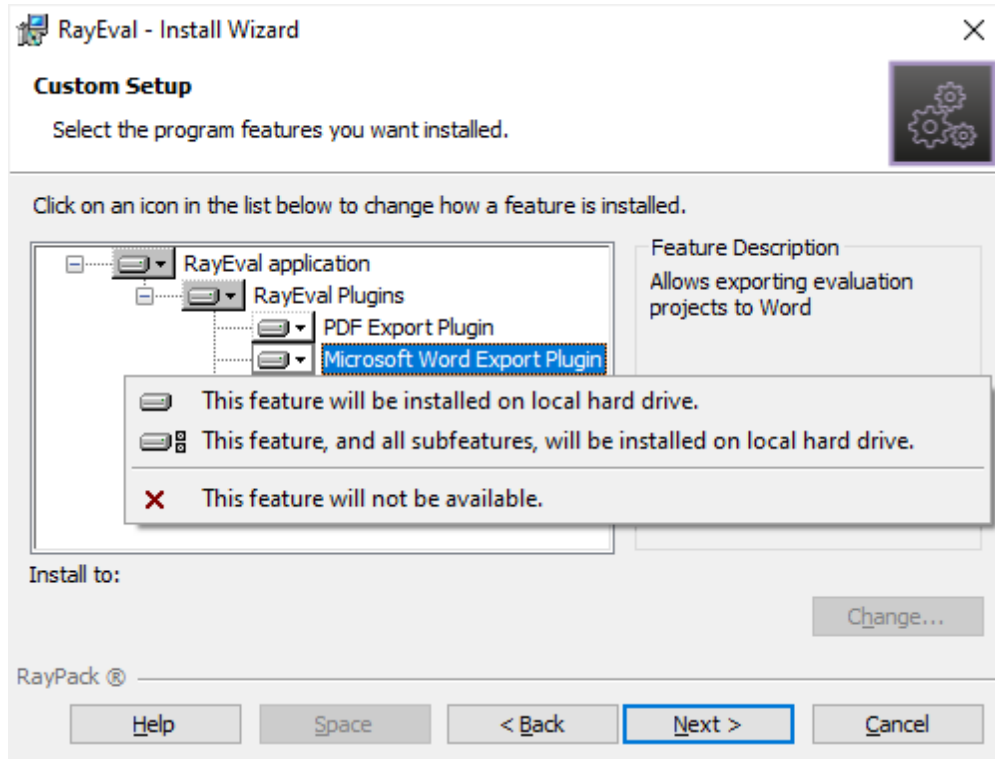 RayEval - Install Wizard
Custom Setup
Select the program features you want installed.
Click on an icon in the list below to change how a feature is installed.
RayEval application
RayEval Plugins
PDF Export Plugin
Microsoft Word Export Plugin
Feature Description
Allows exporting evaluation
projects to Word
This feature will be installed on local hard drive.
This feature, and all subfeatures, will be installed on local hard drive.
This feature will not be available.
Install to:
Change...
RayPack ®
Help
Space
< Back
Next >
Cancel